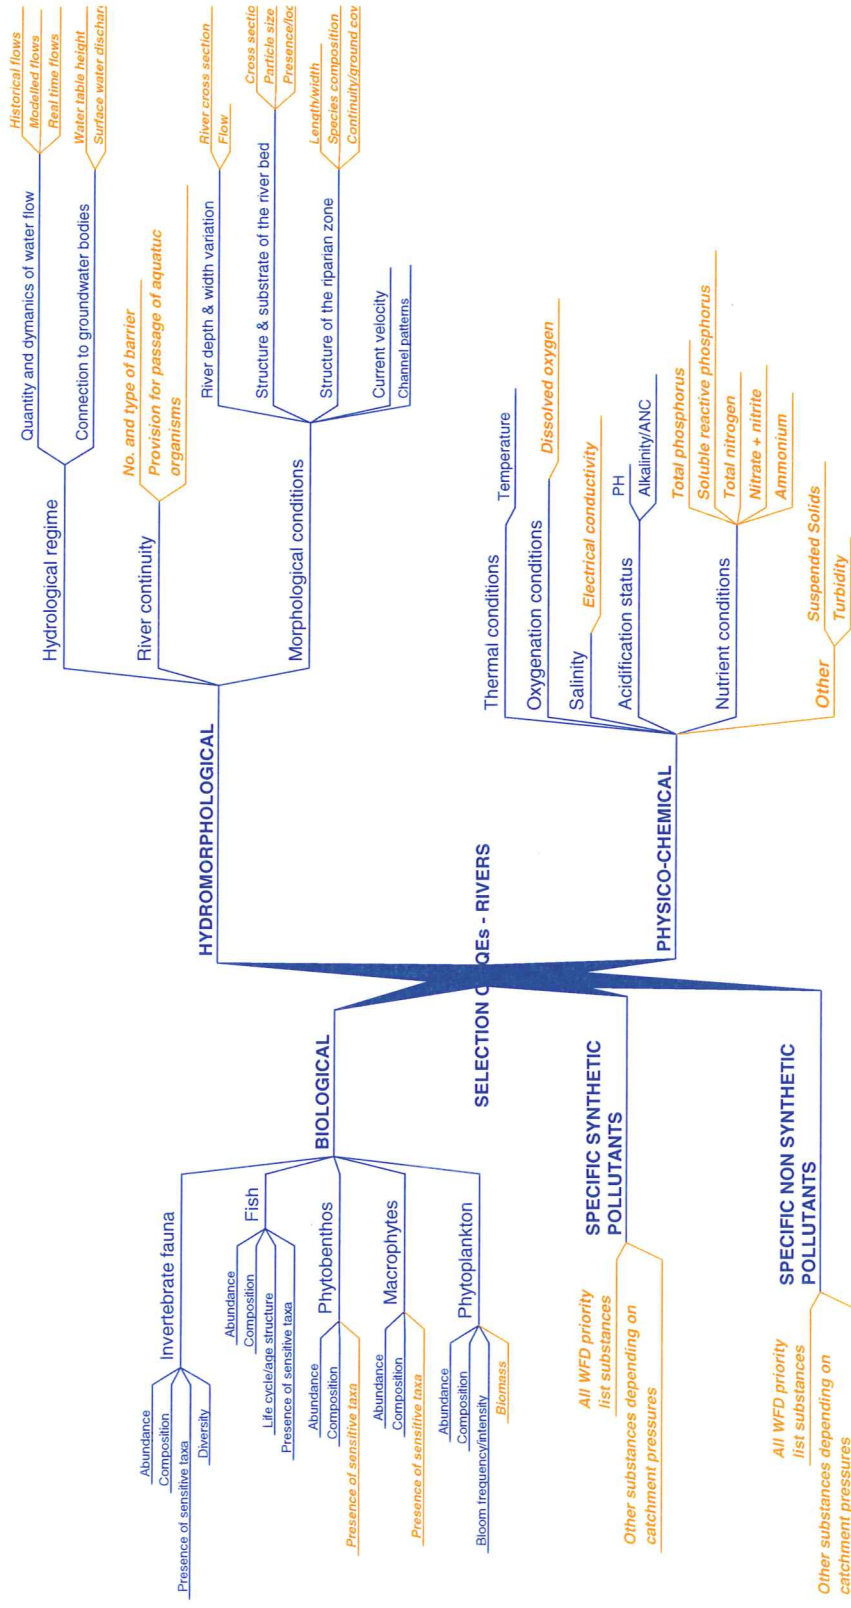 SELECTION QEs - RIVERS
BIOLOGICAL
Invertebrate fauna
Abundance
Composition
Presence of sensitive taxa
Diversity
Fish
Abundance
Composition
Life cycle/age structure
Presence of sensitive taxa
Phytobenthos
Abundance
Composition
Presence of sensitive taxa
Macrophytes
Abundance
Composition
Presence of sensitive taxa
Phytoplankton
Abundance
Composition
Bloom frequency/intensity
Biomass
SPECIFIC SYNTHETIC
POLLUTANTS
All WFD priority
list substances
Other substances depending on
catchment pressures
SPECIFIC NON SYNTHETIC
POLLUTANTS
All WFD priority
list substances
Other substances depending on
catchment pressures
HYDROMORPHOLOGICAL
Hydrological regime
Quantity and dymanics of water flow
Historical flows
Modelled flows
Real time flows
Connection to groundwater bodies
Water table height
Surface water
River continuity
No. and type of barrier
Provision for passage of aquatuc
organisms
Morphological conditions
River depth & width variation
River cross section
Flow
Structure & substrate of the river bed
Cross
Particle size
Structure of the riparian zone
Length/width
Species composition
Continuity/ground
Current velocity
Channel patterns
PHYSICO-CHEMICAL
Thermal conditions
Temperature
Oxygenation conditions
Dissolved oxygen
Salinity
Electrical conductivity
Acidification status
PH
Alkalinity/ANC
Nutrient conditions
Total phosphorus
Soluble reactive phosphorus
Total nitrogen
Nitrate + nitrite
Ammonium
Other
Suspended Solids
Turbidity